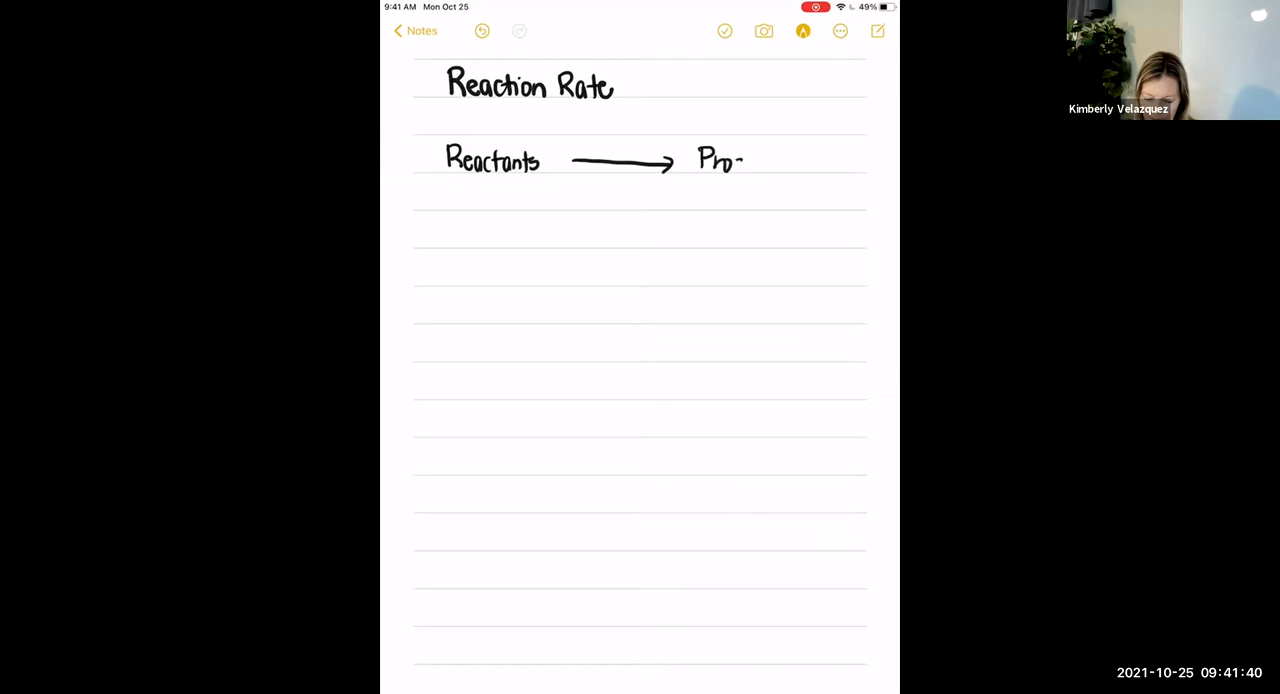 9:41 AM Mon Oct 25 49%
Notes
Kimberly Velazquez
Reaction Rate
Reactants → Pro-
2021-10-25 09:41:40